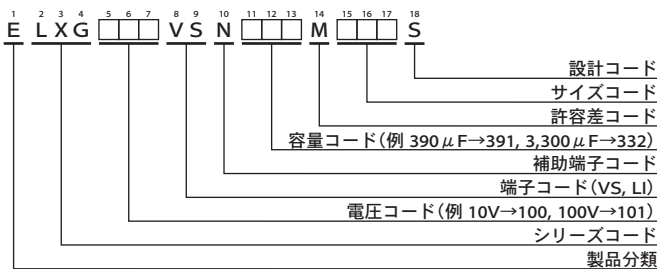 1 2 3 4 5 6 7 8 9 10 11 12 13 14 15 16 17 18
E L X G □□□ V S N □□□ M □□□ S
設計コード
サイズコード
許容差コード
容量コード(例 390μF→391, 3,300μF→332)
補助端子コード
端子コード(VS, LI)
電圧コード(例 10V→100, 100V→101)
シリーズコード
製品分類